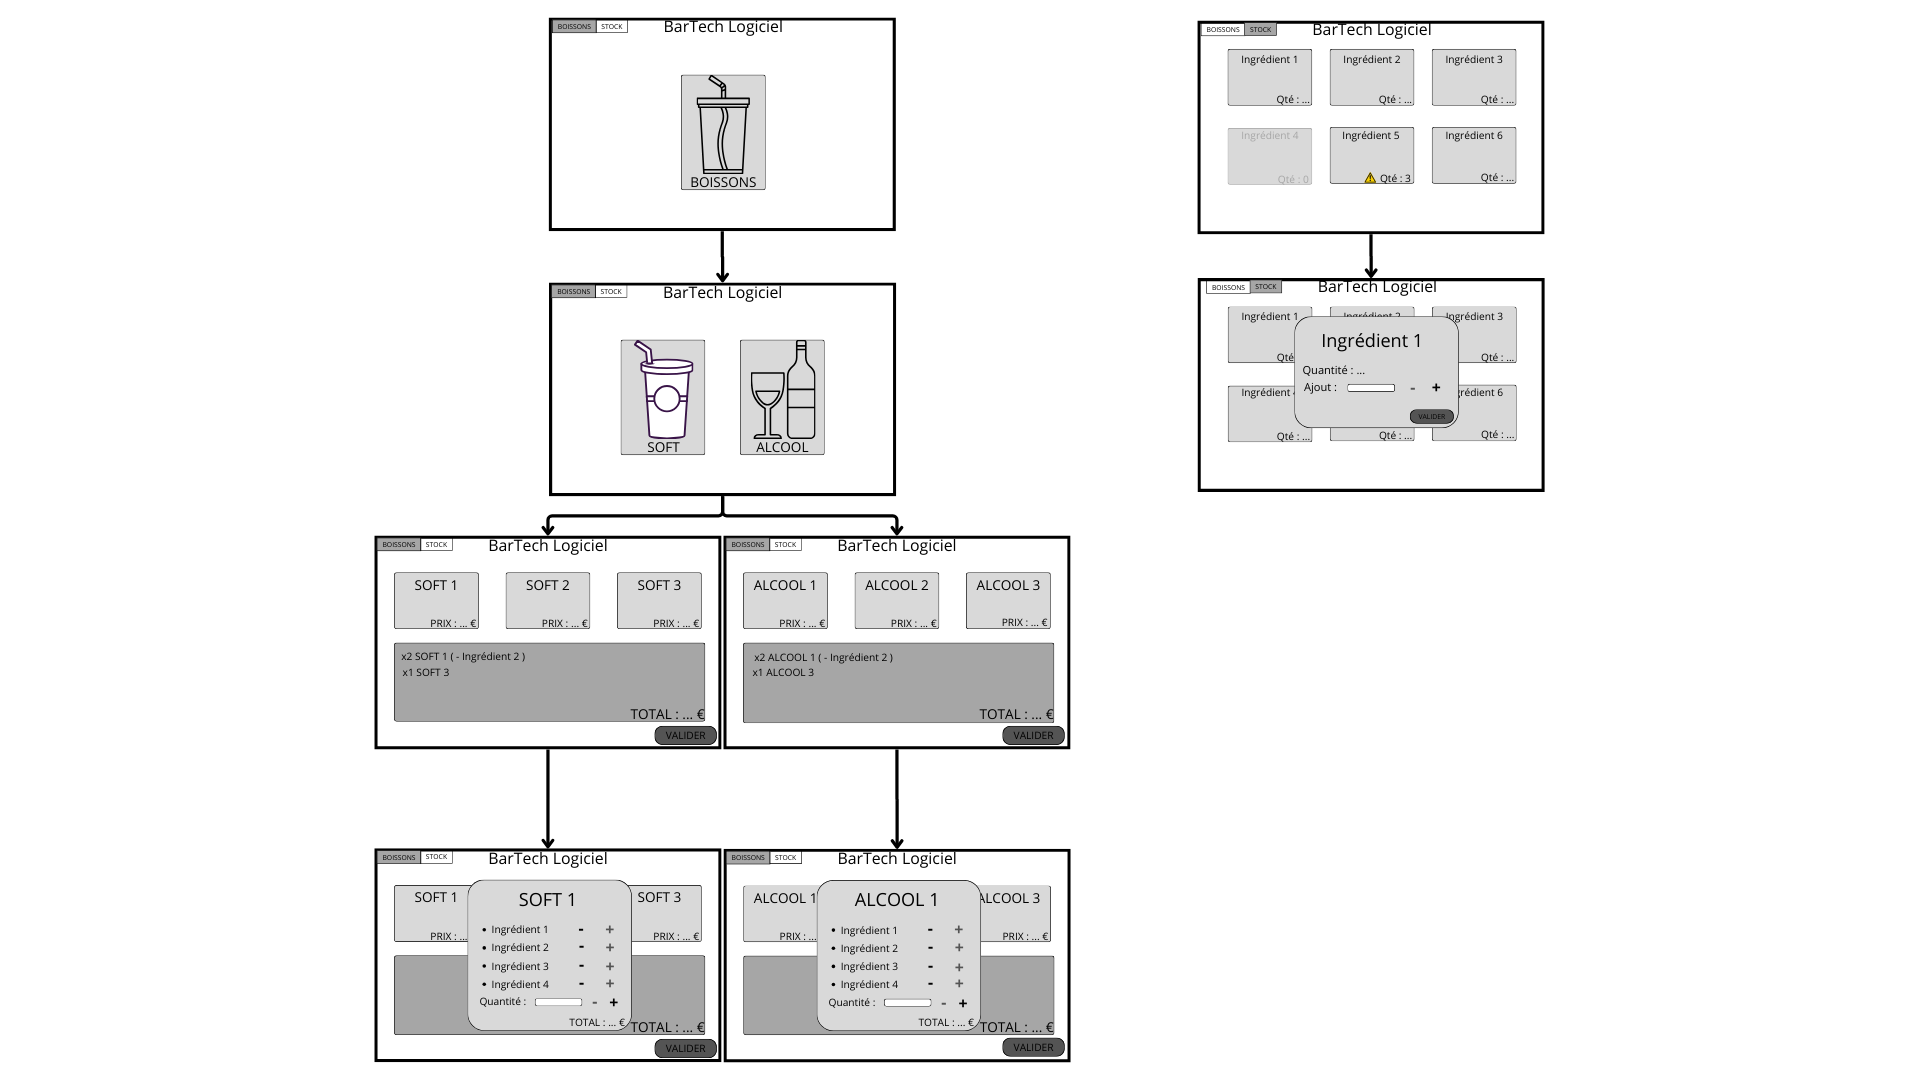 BOISSONS STOCK BarTech Logiciel
BOISSONS
BOISSONS STOCK BarTech Logiciel
SOFT ALCOOL
BOISSONS STOCK BarTech Logiciel
SOFT 1 SOFT 2 SOFT 3
PRIX : ... € PRIX : ... € PRIX : ... €
x2 SOFT 1 ( - Ingrédient 2 )
x1 SOFT 3
TOTAL : ... €
VALIDER
BOISSONS STOCK BarTech Logiciel
ALCOOL 1 ALCOOL 2 ALCOOL 3
PRIX : ... € PRIX : ... € PRIX : ... €
x2 ALCOOL 1 ( - Ingrédient 2 )
x1 ALCOOL 3
TOTAL : ... €
VALIDER
BOISSONS STOCK BarTech Logiciel
SOFT 1 SOFT 1 SOFT 3
• Ingrédient 1 - +
PRIX : ... PRIX : ... €
• Ingrédient 2 - +
• Ingrédient 3 - +
• Ingrédient 4 - +
Quantité : - +
TOTAL : ... € TOTAL : ... €
VALIDER
BOISSONS STOCK BarTech Logiciel
ALCOOL 1 ALCOOL 1 ALCOOL 3
• Ingrédient 1 - +
PRIX : ... PRIX : ... €
• Ingrédient 2 - +
• Ingrédient 3 - +
• Ingrédient 4 - +
Quantité : - +
TOTAL : ... € TOTAL : ... €
VALIDER
BOISSONS STOCK BarTech Logiciel
Ingrédient 1 Ingrédient 2 Ingrédient 3
Qté : ... Qté : ... Qté : ...
Ingrédient 4 Ingrédient 5 Ingrédient 6
Qté : 0 Qté : 3 Qté : ...
BOISSONS STOCK BarTech Logiciel
Ingrédient 1 Ingrédient 2 Ingrédient 3
Ingrédient 1
Qté Qté : ...
Quantité : ...
Ajout : - +
Ingrédient 4 grédient 6
VALIDER
Qté : ... Qté : ... Qté : ...